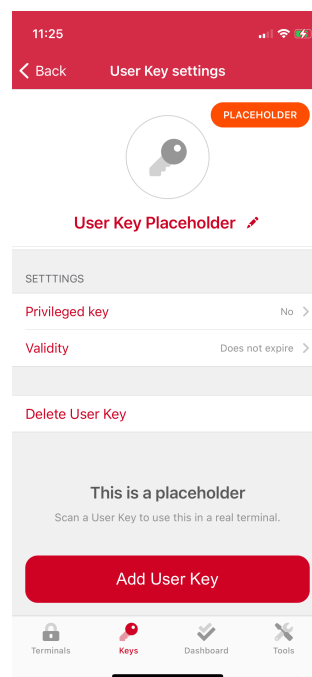 11:25
Back User Key settings
PLACEHOLDER
User Key Placeholder
SETTTINGS
Privileged key No
Validity Does not expire
Delete User Key
This is a placeholder
Scan a User Key to use this in a real terminal.
Add User Key
Terminals Keys Dashboard Tools